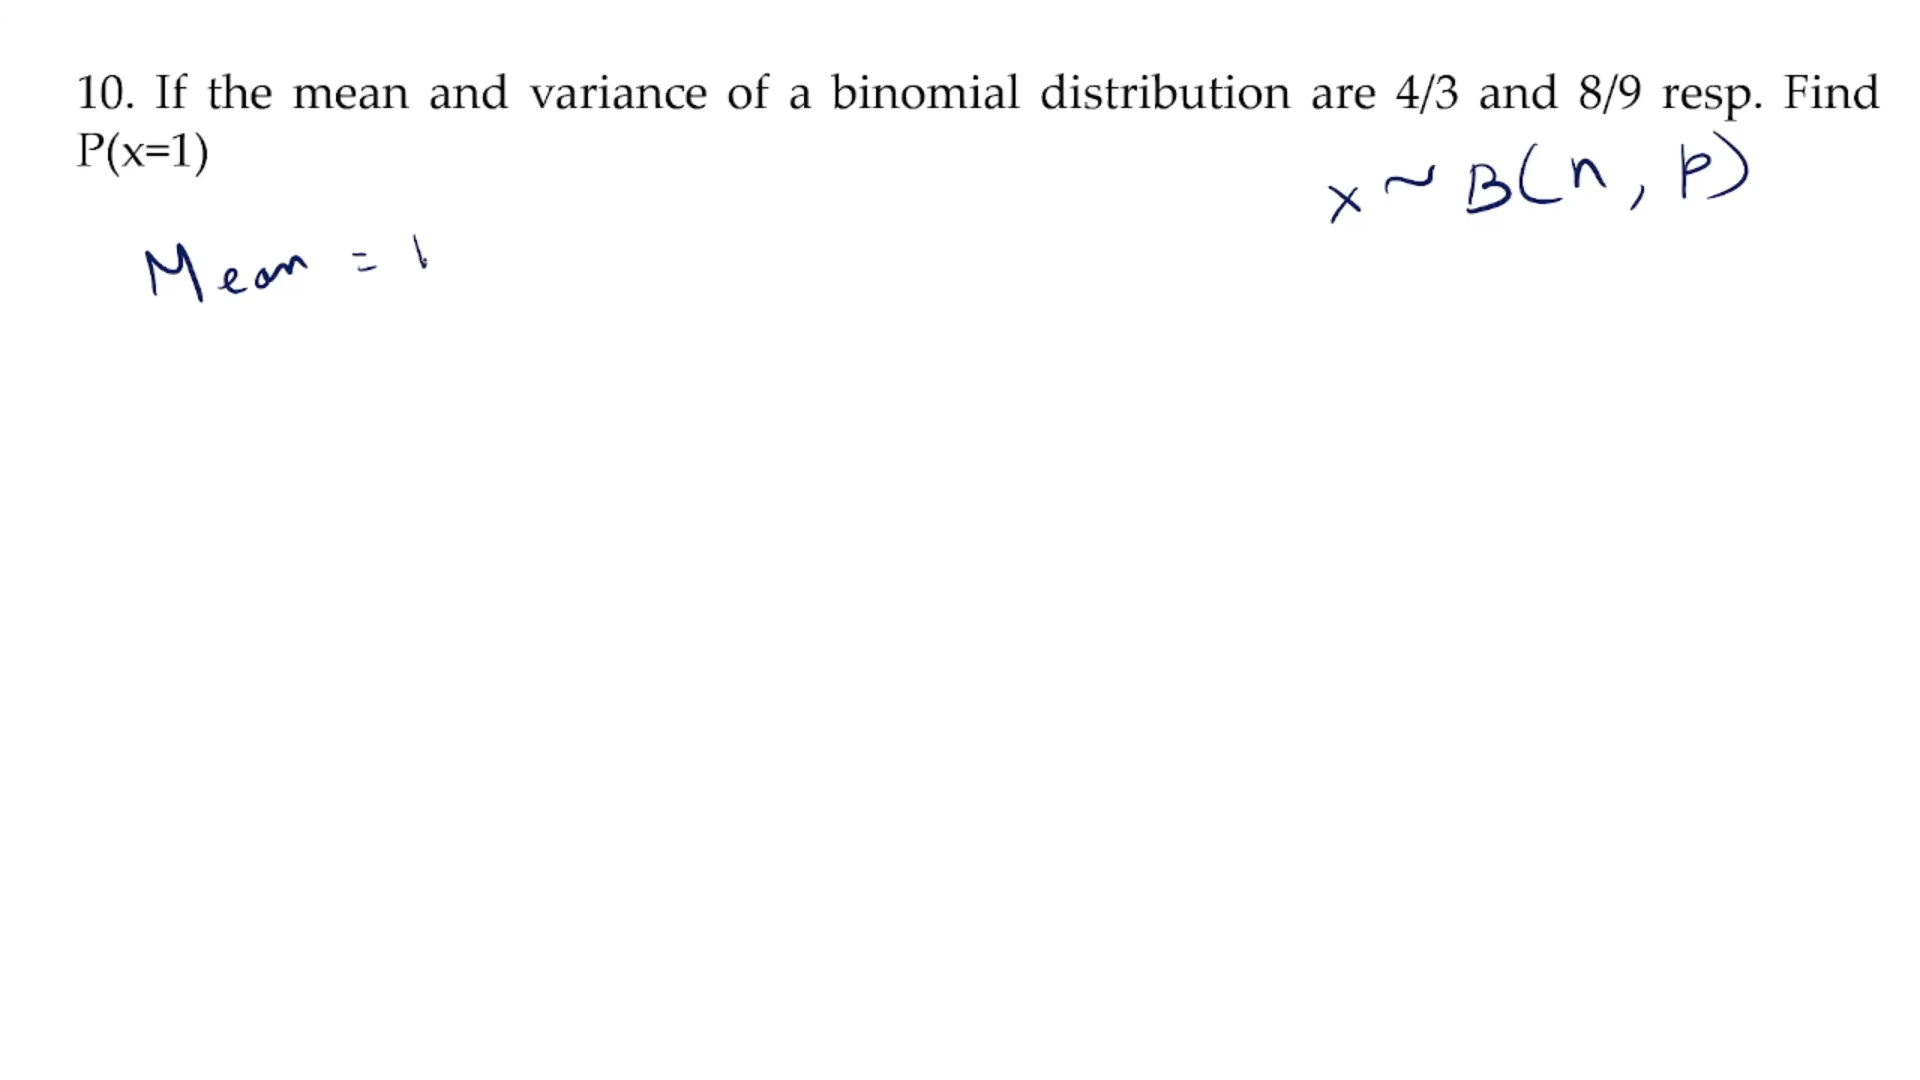 10. If the mean and variance of a binomial distribution are 4/3 and 8/9 resp. Find
P(x=1)
x ~ B(n, p)
Mean =